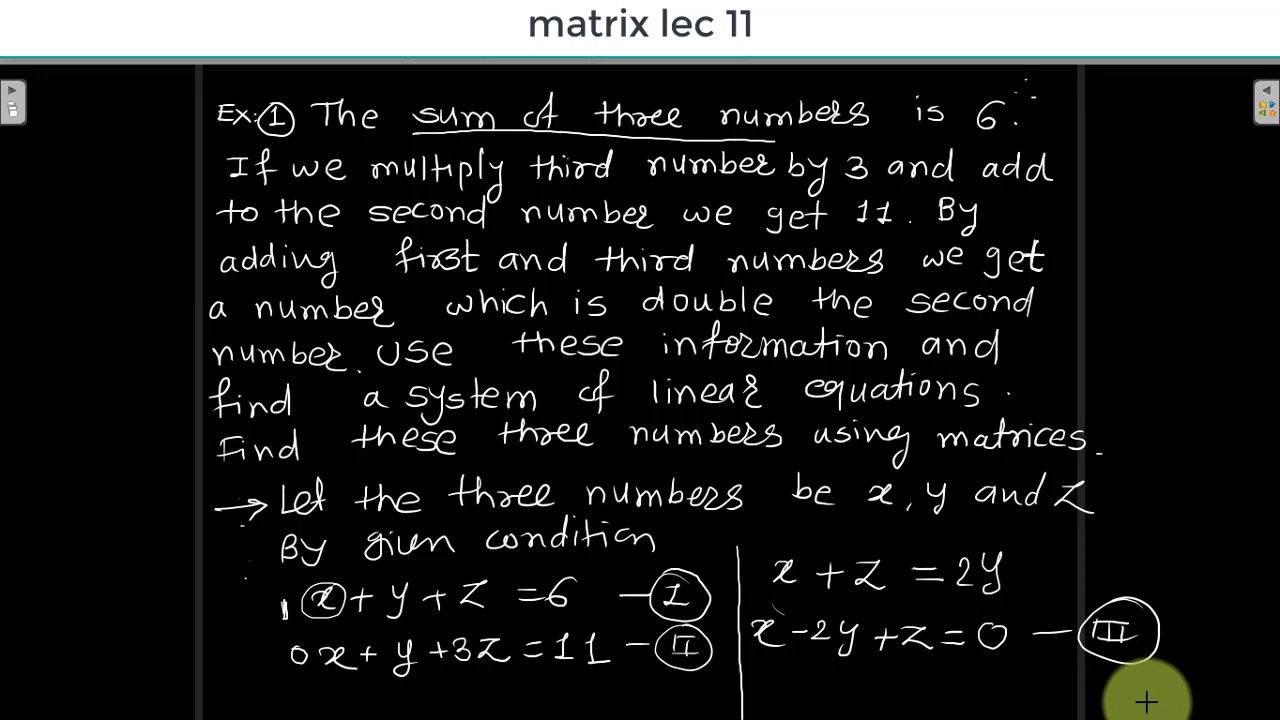 matrix lec 11
Ex: ① The sum of three numbers is 6.
If we multiply third number by 3 and add
to the second number we get 11. By
adding first and third numbers we get
a number which is double the second
number. Use these information and
find a system of linear equations.
Find these three numbers using matrices.
→ Let the three numbers be x, y and z
By given condition
1 x + y + z = 6 — I
0x + y + 3z = 11 — II
x + z = 2y
x - 2y + z = 0 — III